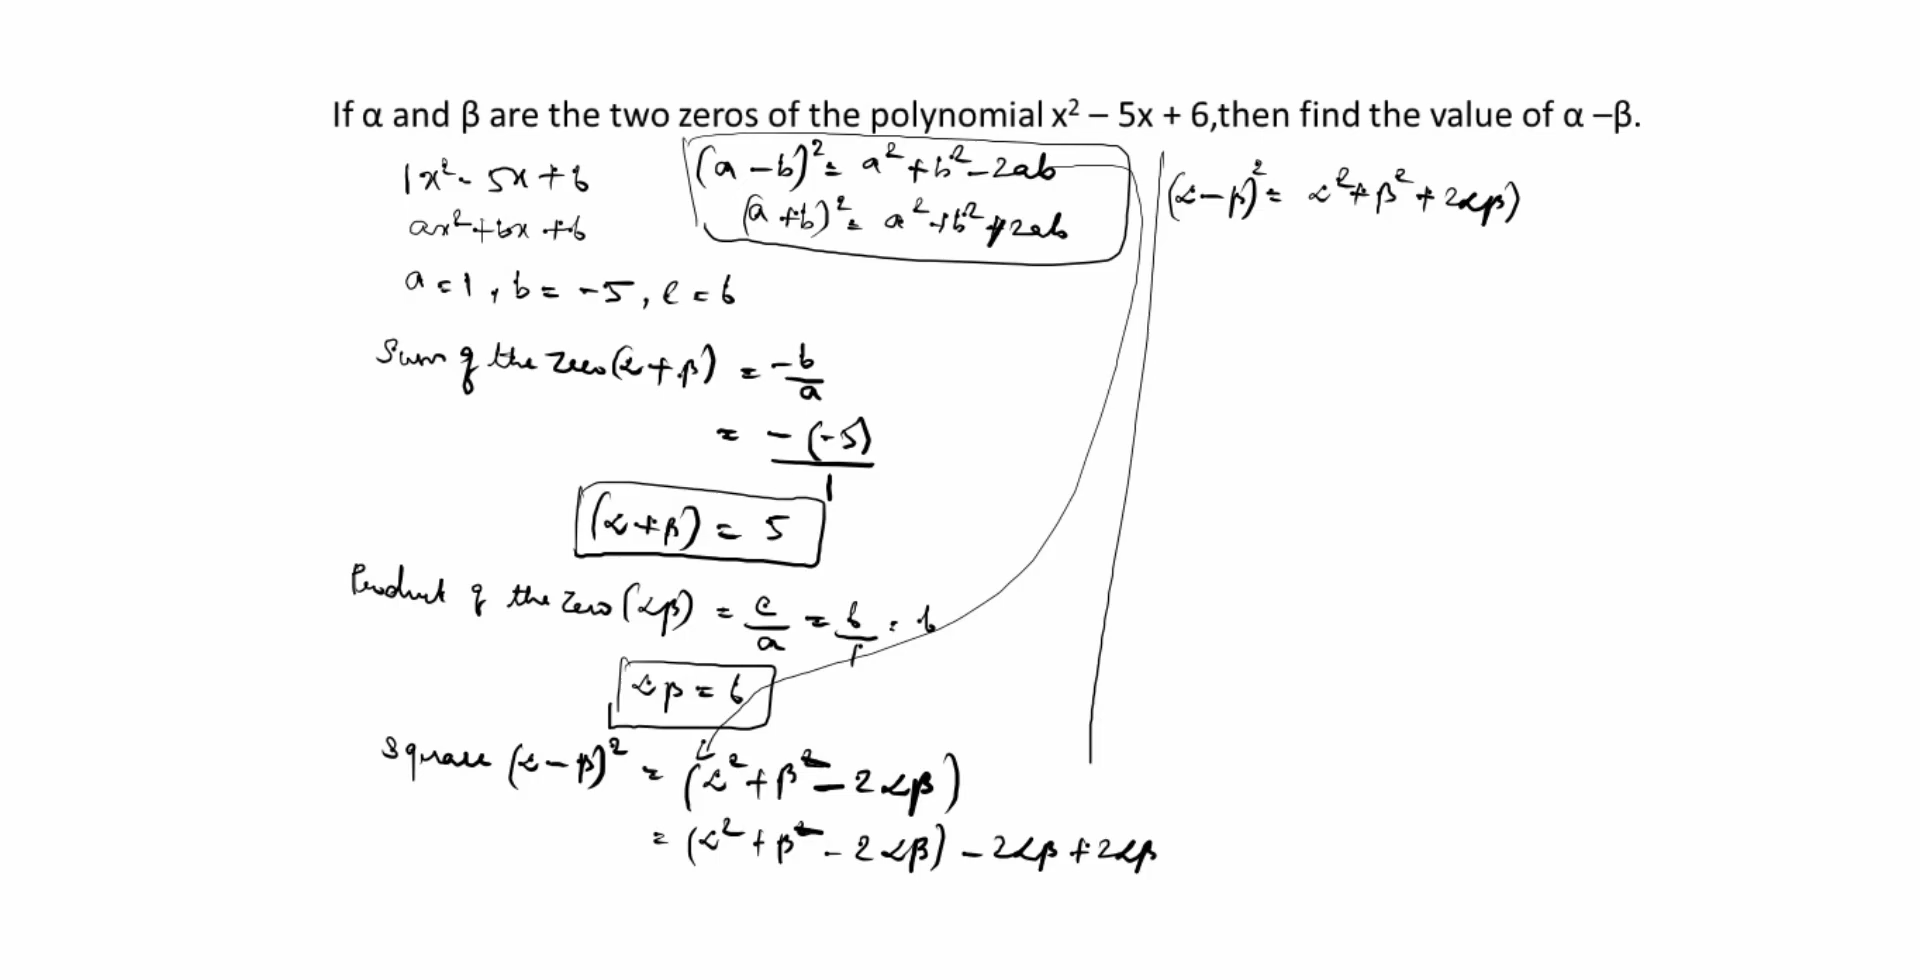 If α and β are the two zeros of the polynomial x² – 5x + 6,then find the value of α –β.
1x² - 5x + 6
ax² + bx + b
a = 1, b = -5, c = 6
Sum of the zero (α + β) = -b/a
= -(-5)/1
(α + β) = 5
Product of the zero (αβ) = c/a = 6/1 = 6
αβ = 6
Square (α - β)² = (α² + β² - 2αβ)
= (α² + β² - 2αβ) - 2αβ + 2αβ
(a - b)² = a² + b² - 2ab
(a + b)² = a² + b² + 2ab
(α - β)² = α² + β² + 2αβ)